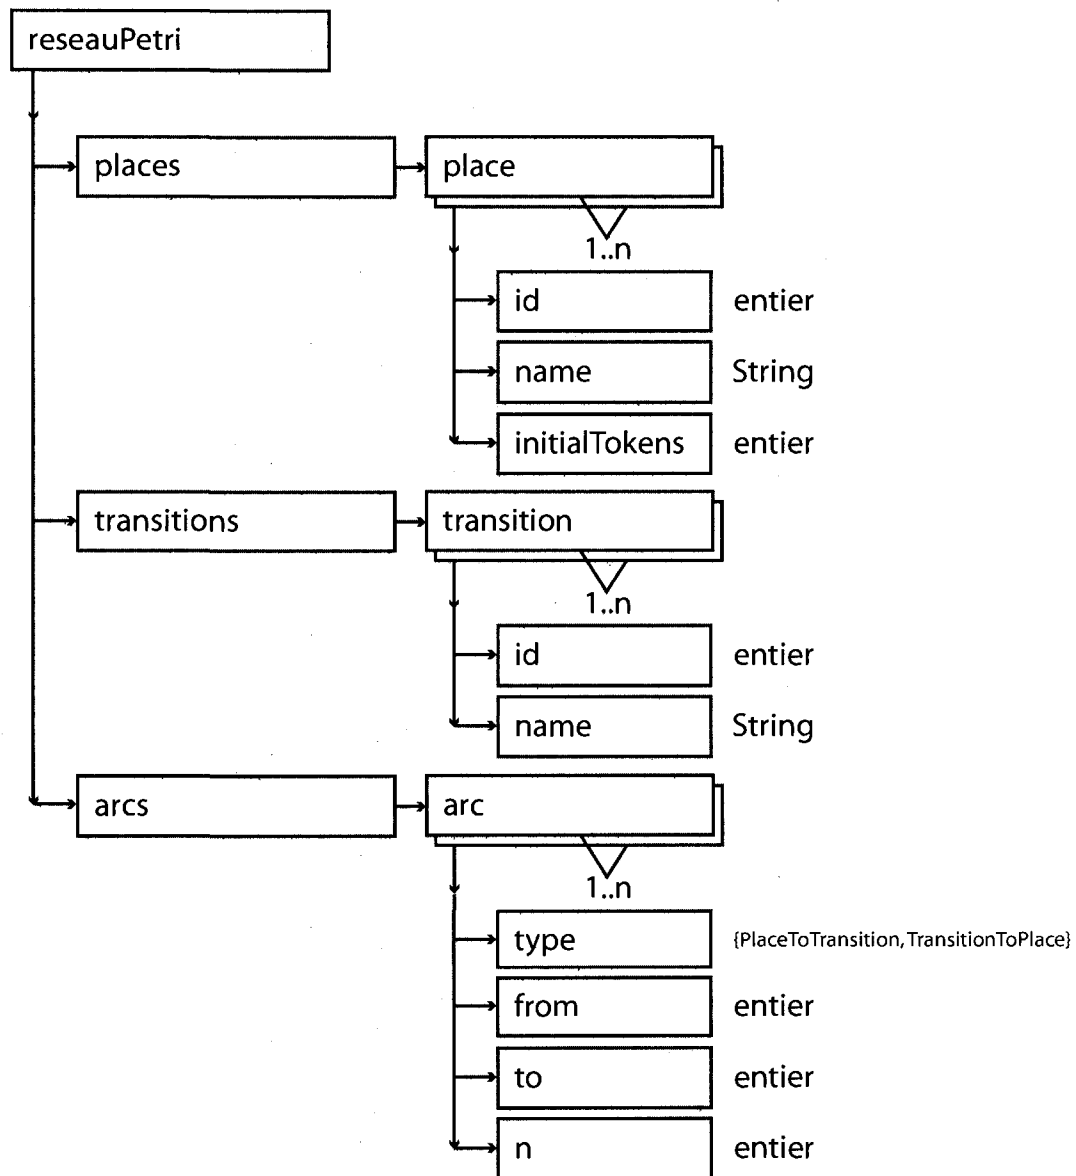 reseauPetri
places place
1..n
id entier
name String
initialTokens entier
transitions transition
1..n
id entier
name String
arcs arc
1..n
type {PlaceToTransition, TransitionToPlace}
from entier
to entier
n entier